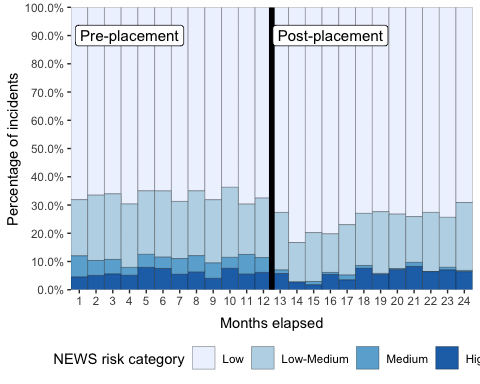 100.0%
90.0%
80.0%
70.0%
60.0%
50.0%
40.0%
30.0%
20.0%
10.0%
0.0%
Percentage of incidents
Pre-placement
Post-placement
1 2 3 4 5 6 7 8 9 10 11 12 13 14 15 16 17 18 19 20 21 22 23 24
Months elapsed
NEWS risk category Low Low-Medium Medium Hig